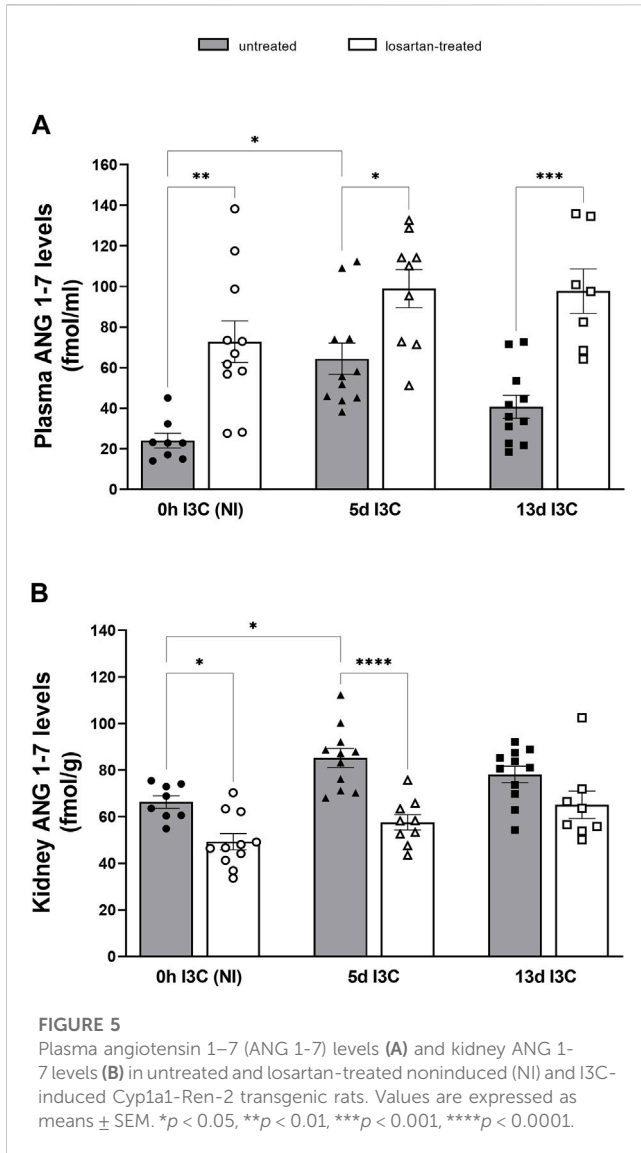 untreated losartan-treated
A
Plasma ANG 1-7 levels
(fmol/ml)
160
140
120
100
80
60
40
20
0
*
**
*
***
0h I3C (NI) 5d I3C 13d I3C
B
Kidney ANG 1-7 levels
(fmol/g)
140
120
100
80
60
40
20
0
*
*
****
0h I3C (NI) 5d I3C 13d I3C
FIGURE 5
Plasma angiotensin 1–7 (ANG 1-7) levels (A) and kidney ANG 1-
7 levels (B) in untreated and losartan-treated noninduced (NI) and I3C-
induced Cyp1a1-Ren-2 transgenic rats. Values are expressed as
means ± SEM. *p < 0.05, **p < 0.01, ***p < 0.001, ****p < 0.0001.